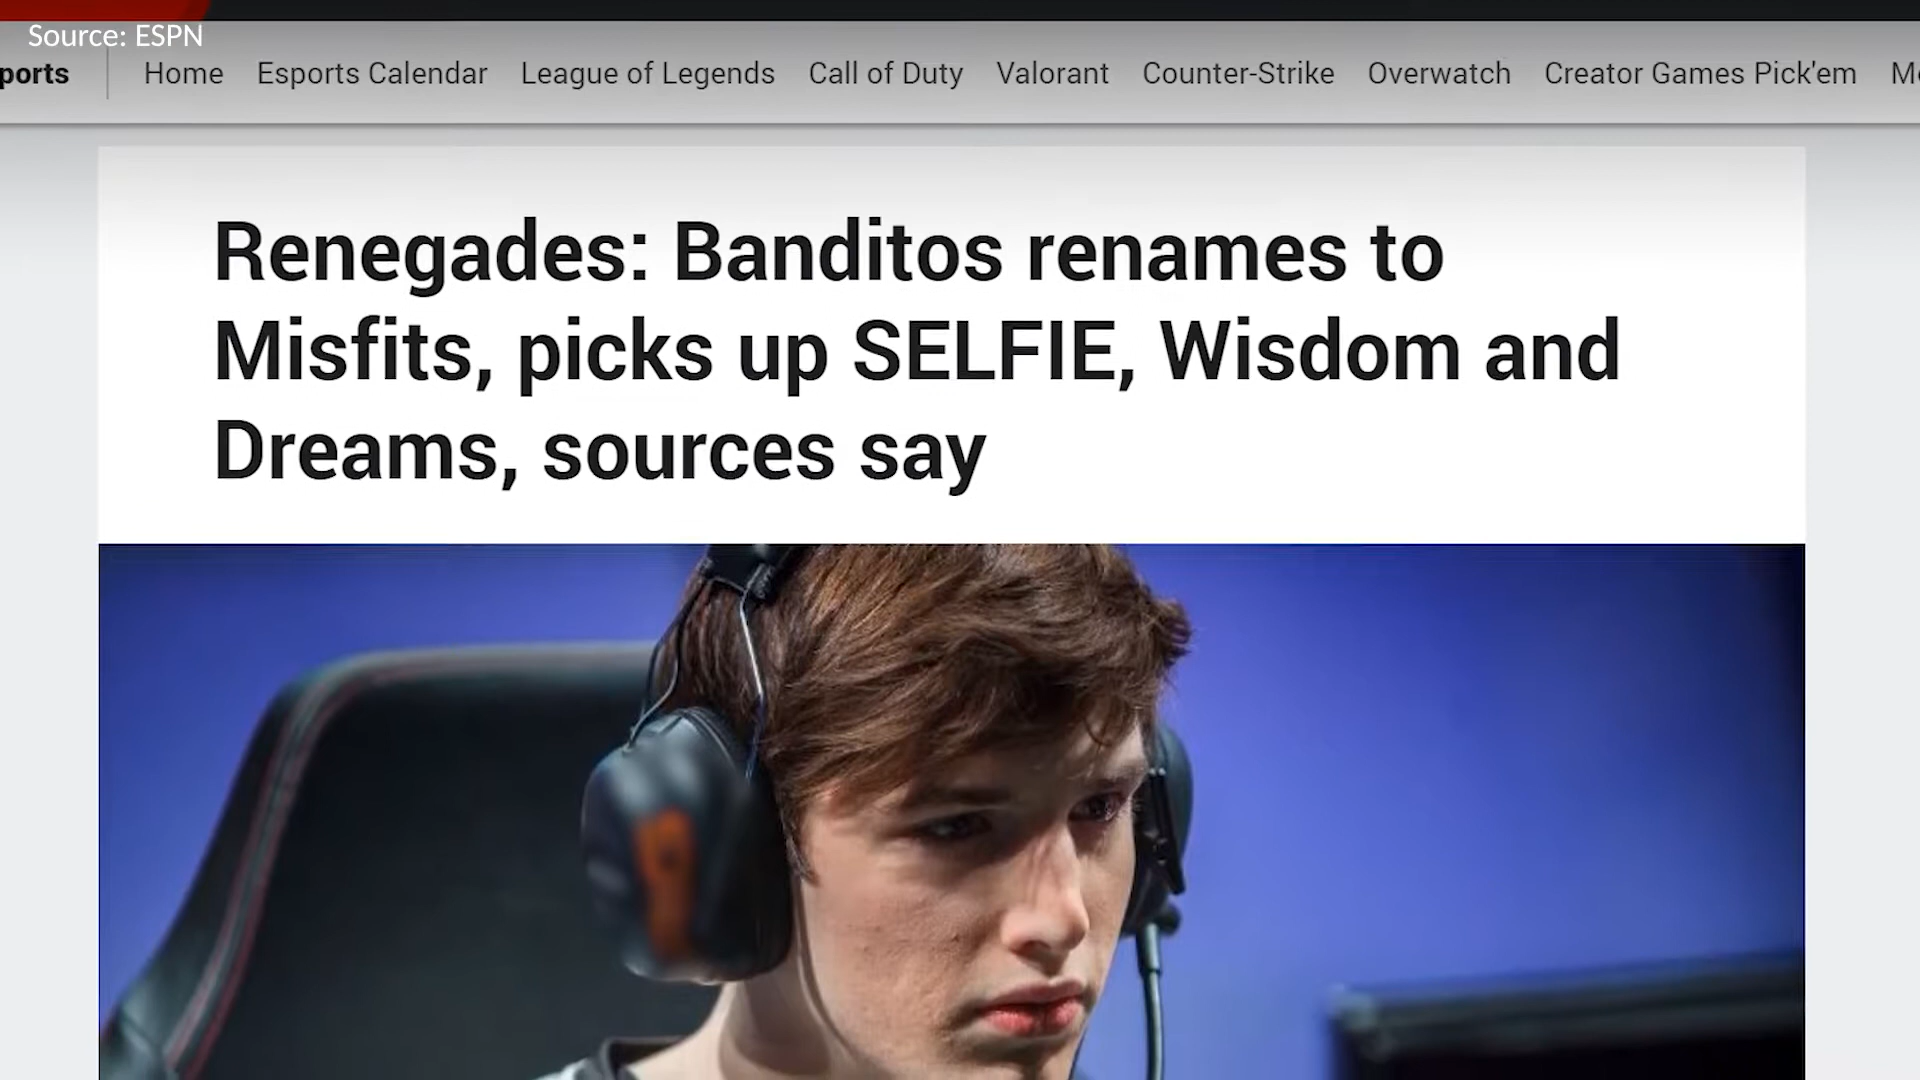 Source: ESPN
ports Home Esports Calendar League of Legends Call of Duty Valorant Counter-Strike Overwatch Creator Games Pick'em
Renegades: Banditos renames to
Misfits, picks up SELFIE, Wisdom and
Dreams, sources say